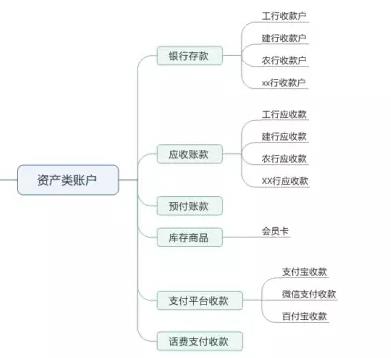 资产类账户
银行存款
工行收款户
建行收款户
农行收款户
xx行收款户
应收账款
工行应收款
建行应收款
农行应收款
XX行应收款
预付账款
库存商品
会员卡
支付平台收款
支付宝收款
微信支付收款
百付宝收款
话费支付收款